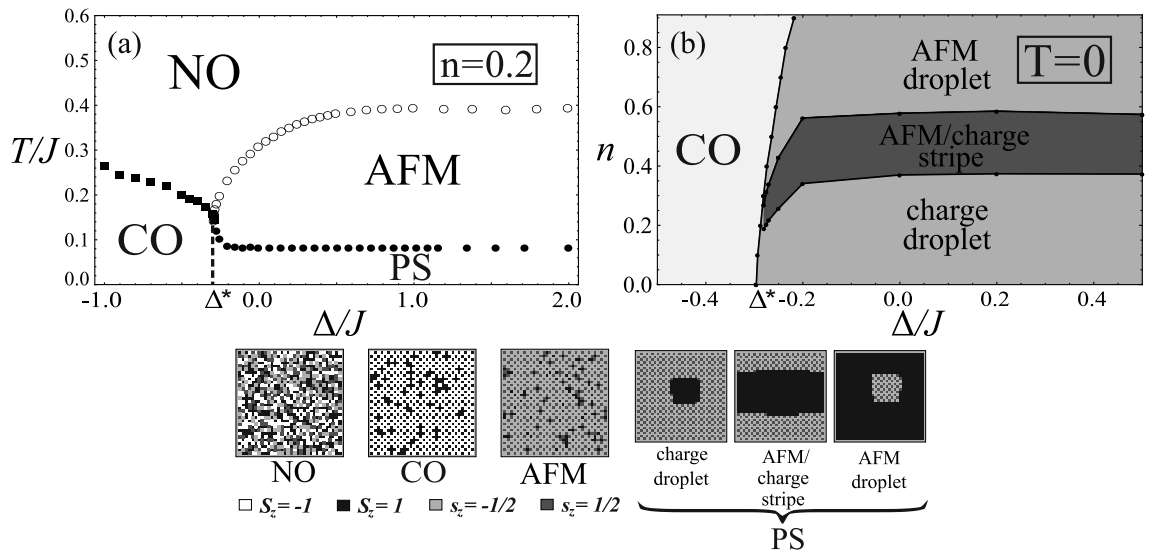 (a)
n=0.2
NO
AFM
CO
PS
T/J
0.6
0.5
0.4
0.3
0.2
0.1
0.0
-1.0
Δ*
0.0
1.0
2.0
Δ/J
(b)
T=0
AFM
droplet
AFM/charge
stripe
CO
charge
droplet
n
0.8
0.6
0.4
0.2
0.0
-0.4
Δ*
-0.2
0.0
0.2
0.4
Δ/J
NO
CO
AFM
charge
droplet
AFM/
charge
stripe
AFM
droplet
S_z= -1
S_z= 1
s_z= -1/2
s_z= 1/2
PS